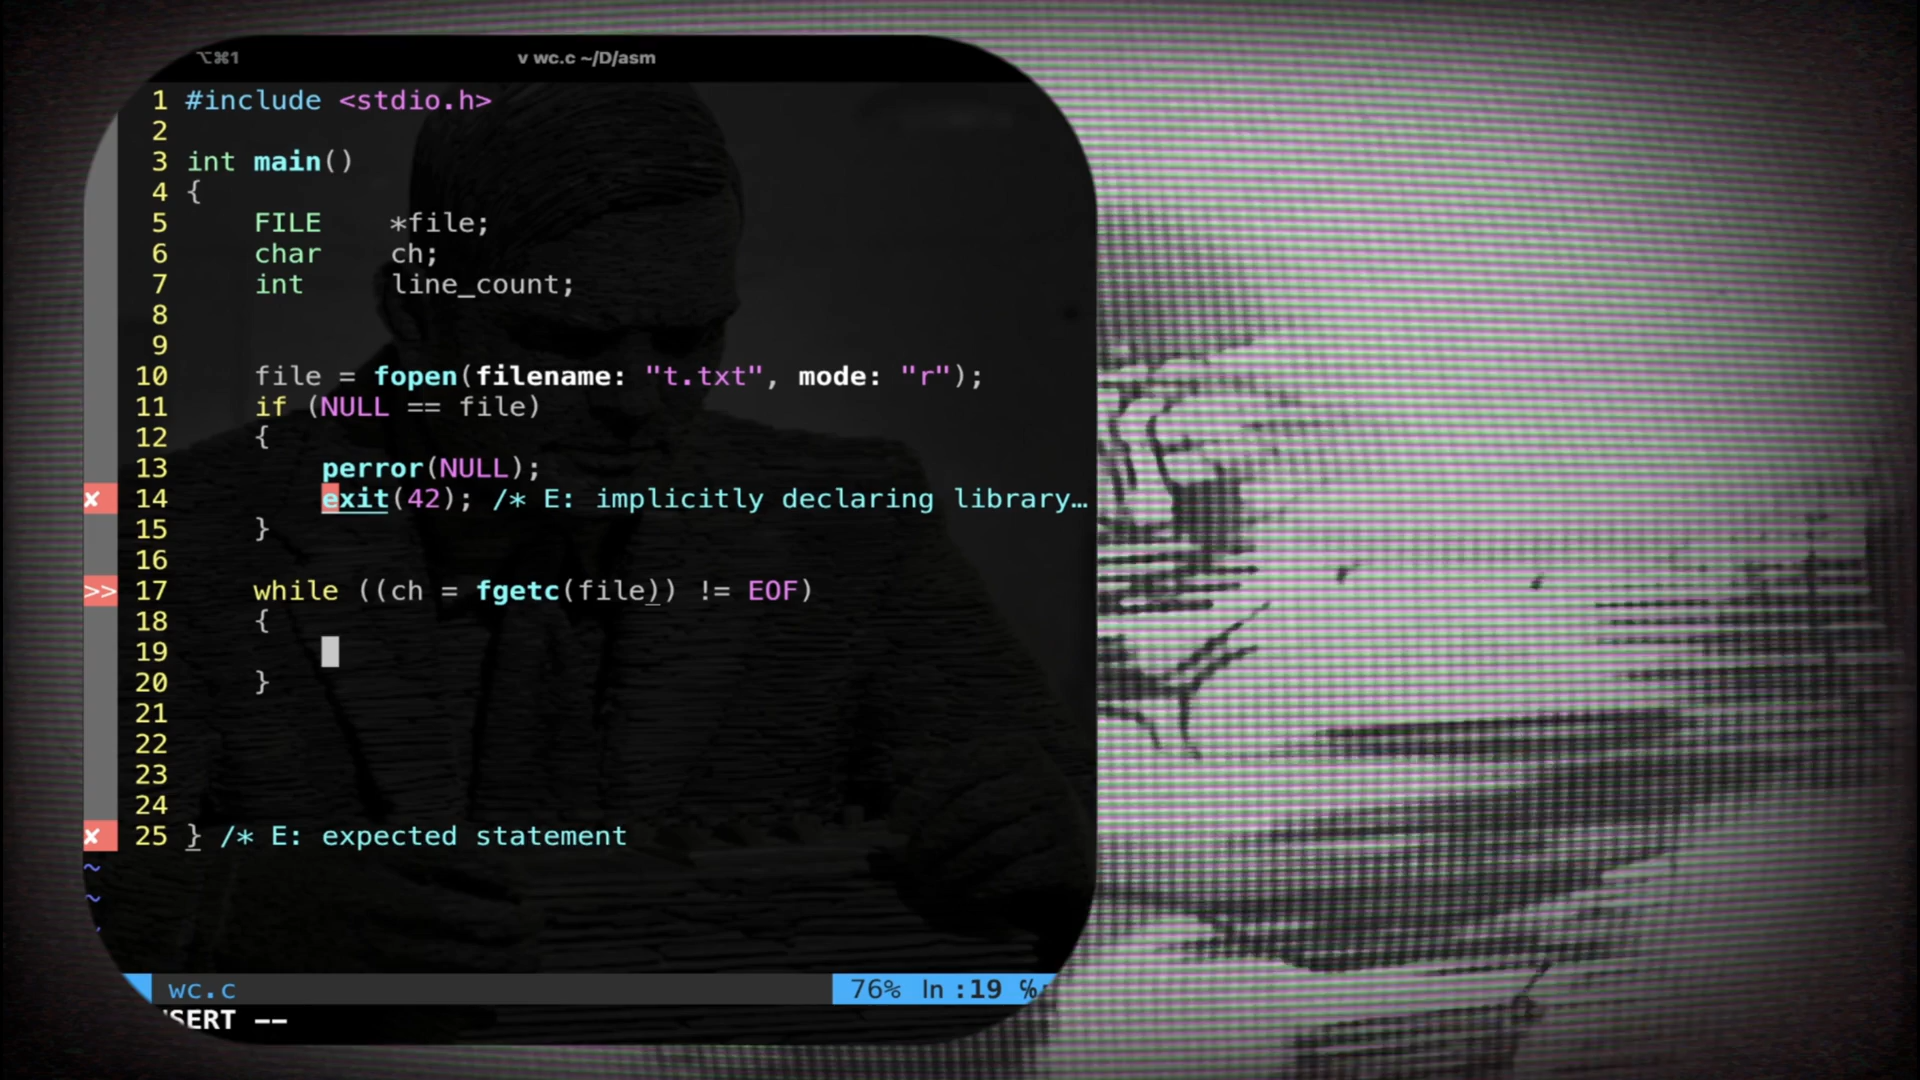 ⌥⌘1 v wc.c ~/D/asm
1 #include <stdio.h>
2
3 int main()
4 {
5 FILE *file;
6 char ch;
7 int line_count;
8
9
10 file = fopen(filename: "t.txt", mode: "r");
11 if (NULL == file)
12 {
13 perror(NULL);
✘ 14 exit(42); /* E: implicitly declaring library…
15 }
16
>> 17 while ((ch = fgetc(file)) != EOF)
18 {
19
20 }
21
22
23
24
✘ 25 } /* E: expected statement
~
~
wc.c 76% ln :19 %
SERT --